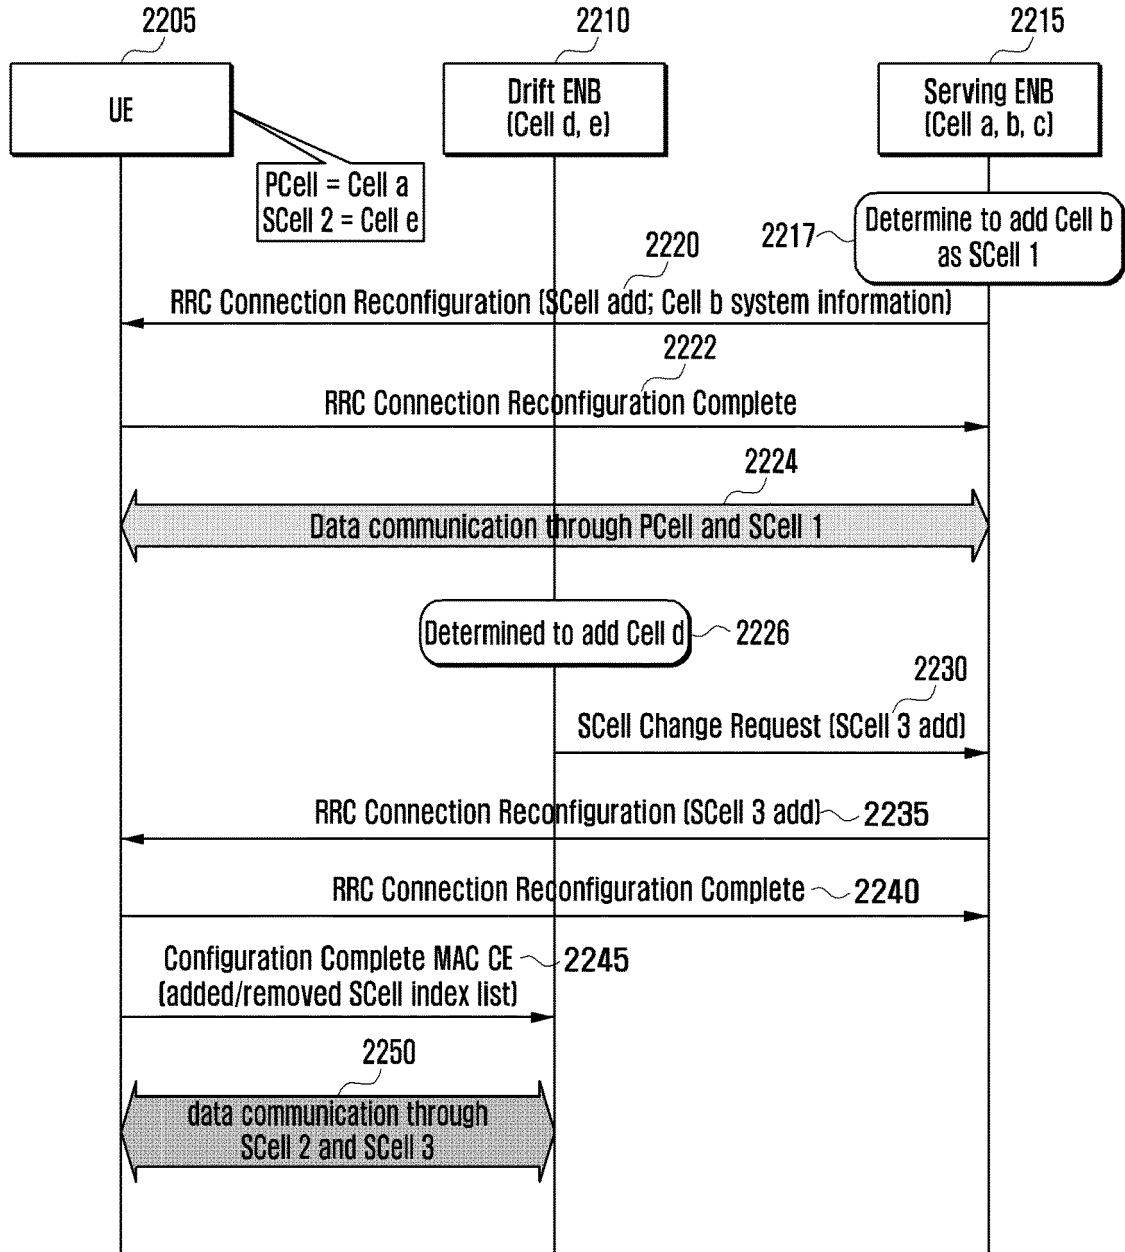 2205
2210
2215
UE
Drift ENB
(Cell d, e)
Serving ENB
(Cell a, b, c)
PCell = Cell a
SCell 2 = Cell e
2217
Determine to add Cell b
as SCell 1
2220
RRC Connection Reconfiguration (SCell add; Cell b system information)
2222
RRC Connection Reconfiguration Complete
2224
Data communication through PCell and SCell 1
Determined to add Cell d
2226
2230
SCell Change Request (SCell 3 add)
RRC Connection Reconfiguration (SCell 3 add) 2235
RRC Connection Reconfiguration Complete 2240
Configuration Complete MAC CE 2245
(added/removed SCell index list)
2250
data communication through
SCell 2 and SCell 3